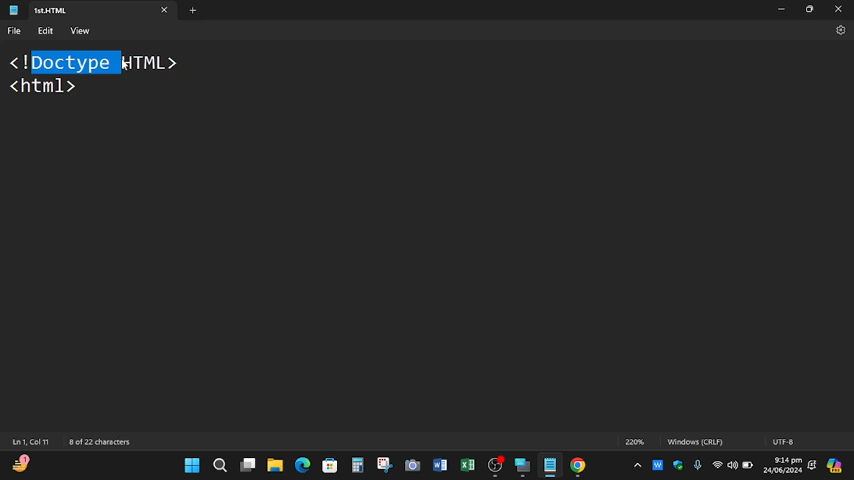 1st.HTML
File Edit View
<!Doctype HTML>
<html>
Ln 1, Col 11 8 of 22 characters 220% Windows (CRLF) UTF-8
1 9:14 pm
24/06/2024